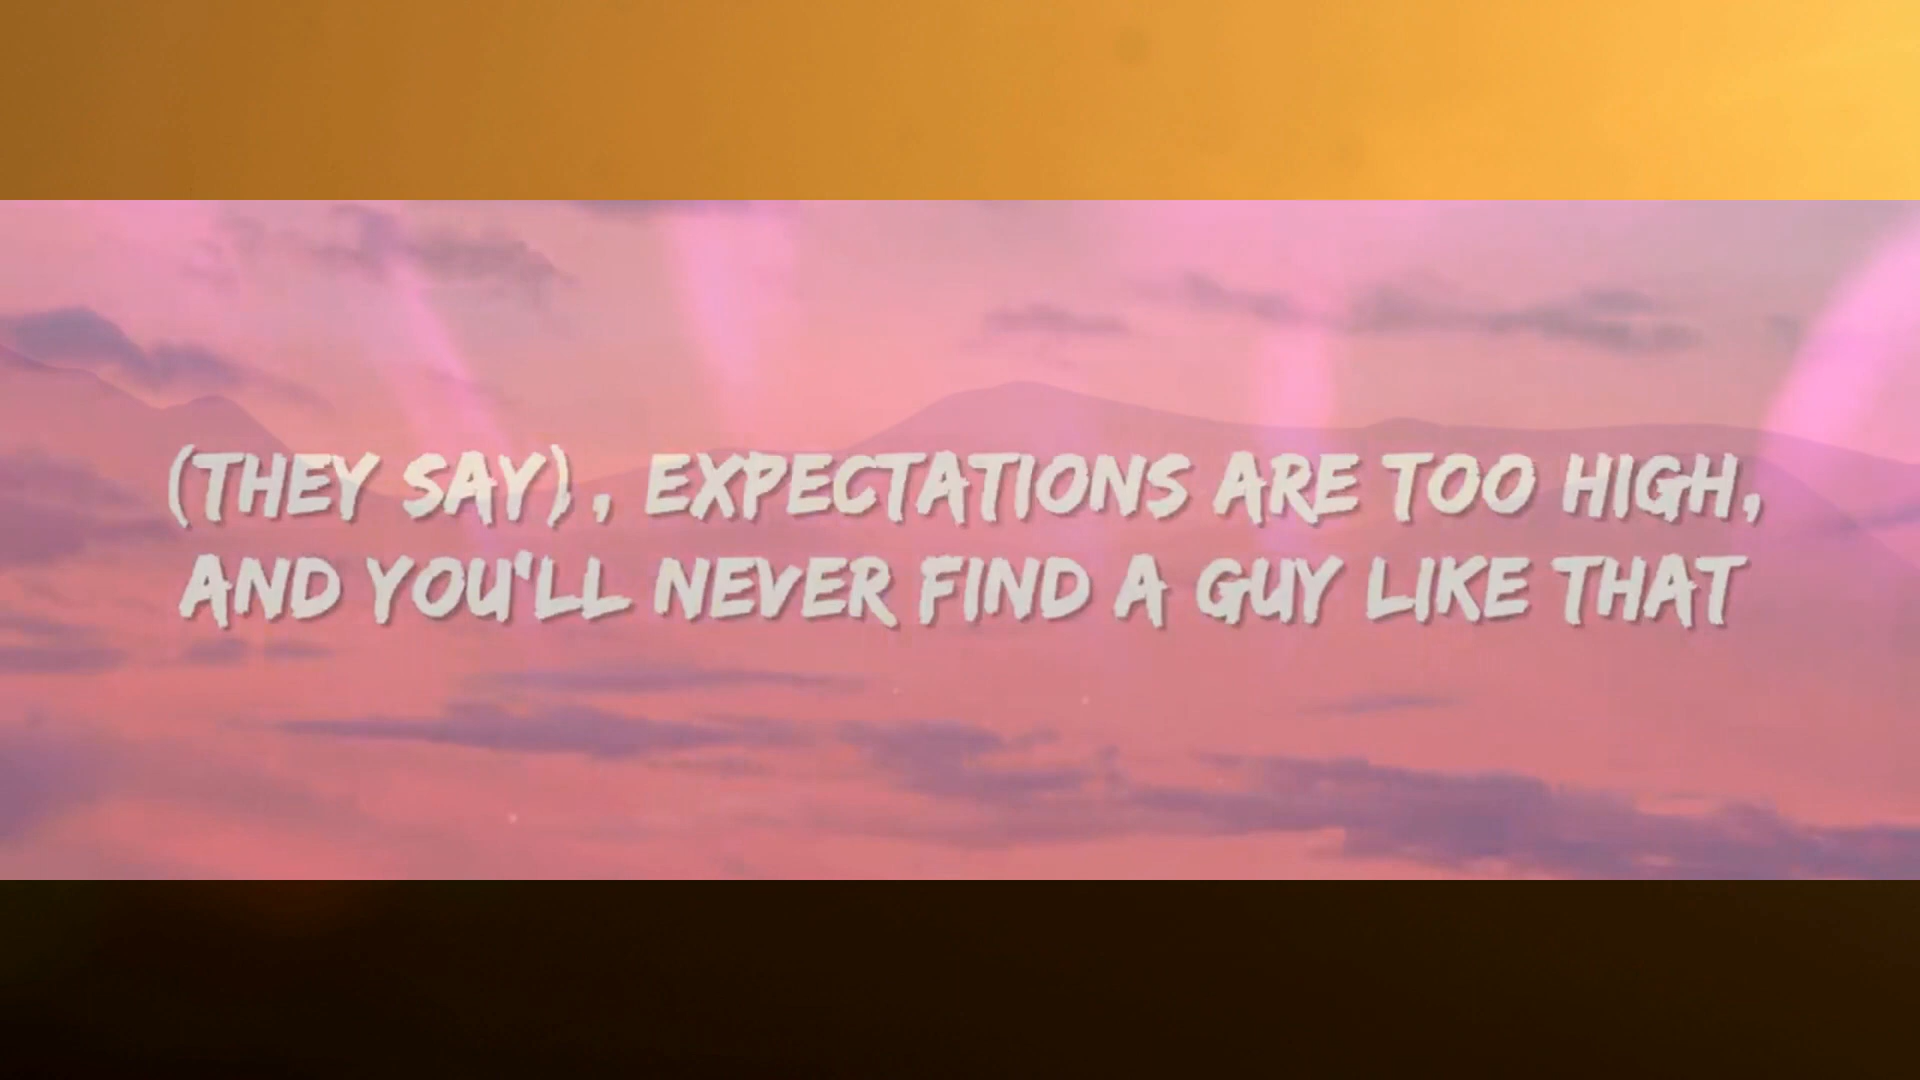 (THEY SAY), EXPECTATIONS ARE TOO HIGH,
AND YOU'LL NEVER FIND A GUY LIKE THAT